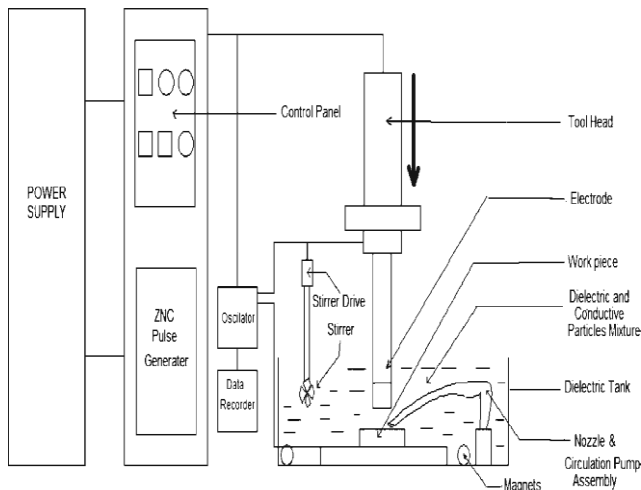 POWER
SUPPLY
Control Panel
ZNC
Pulse
Generater
Oscilator
Data
Recorder
Stirrer Drive
Stirrer
Tool Head
Electrode
Work piece
Dielectric and
Conductive
Particles Mixture
Dielectric Tank
Nozzle &
Circulation Pump
Assembly
Magnets